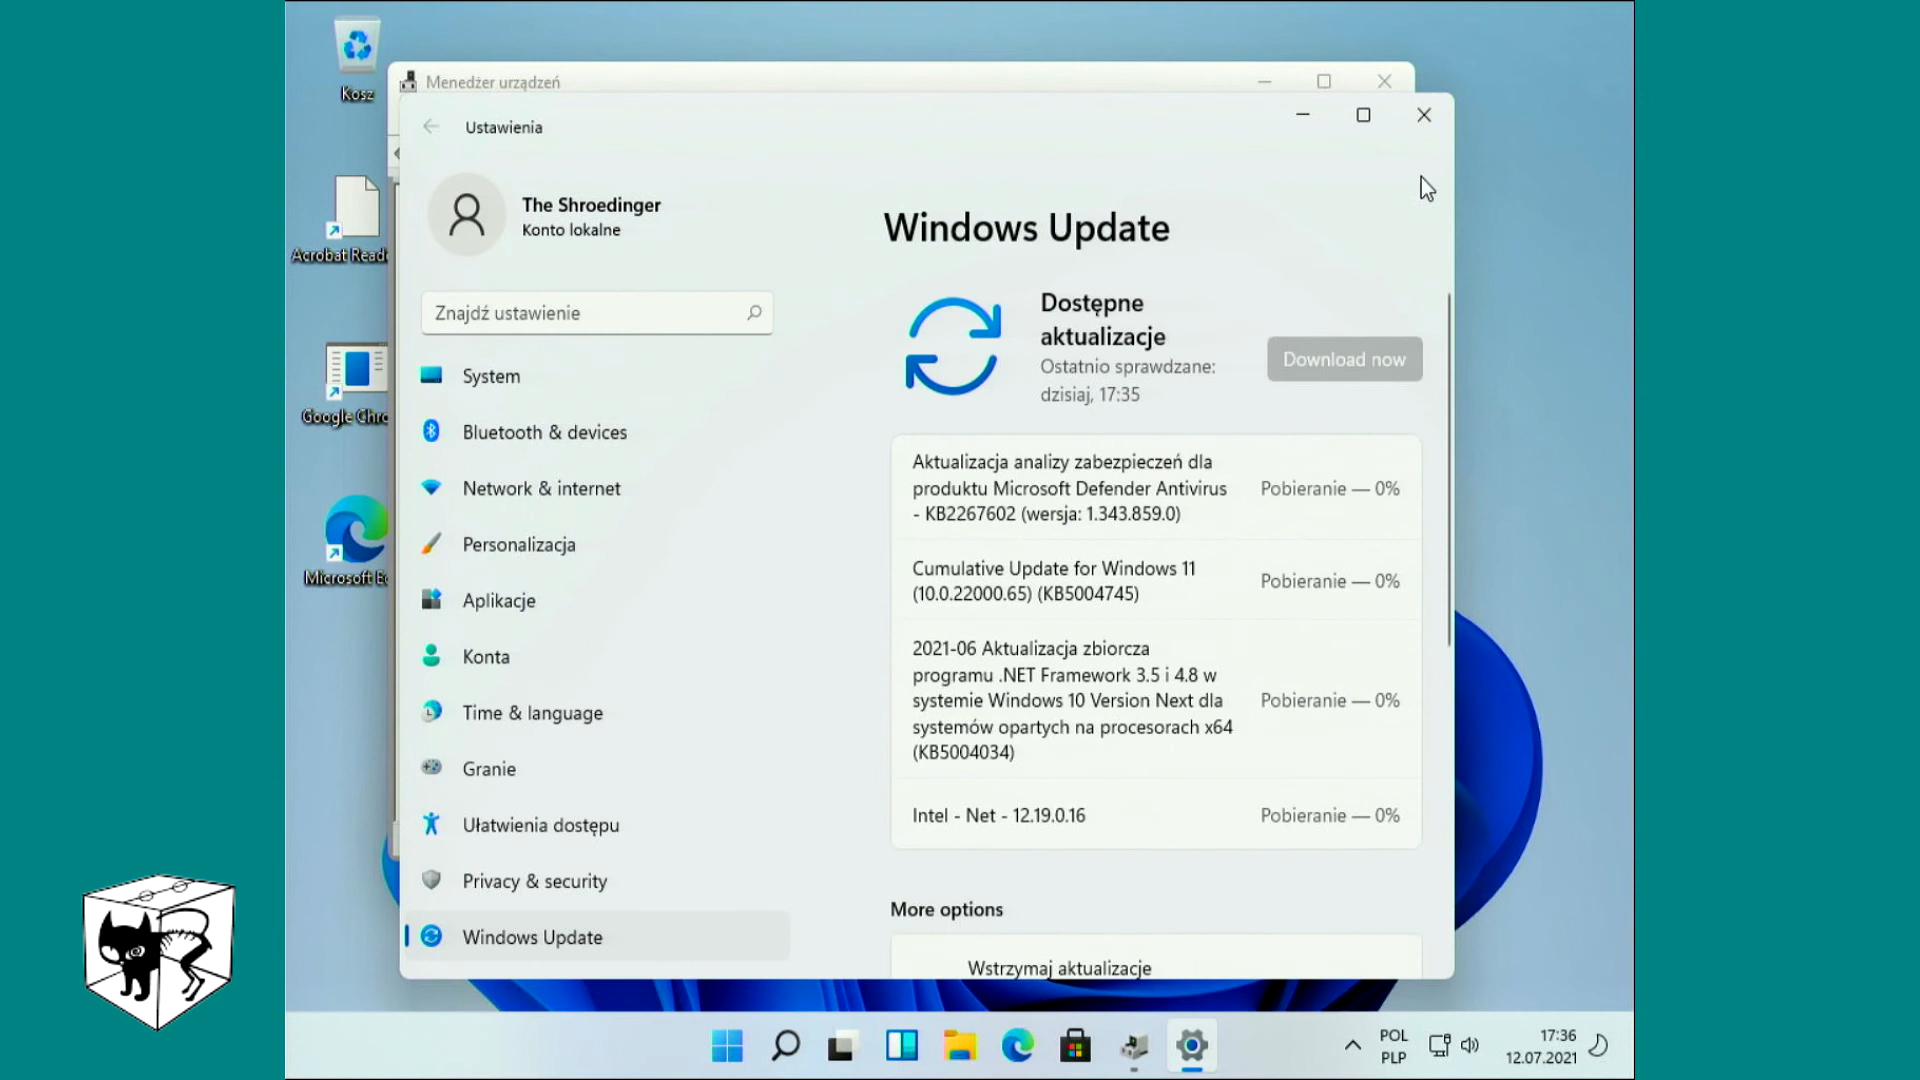 Kosz
Menedżer urządzeń
Ustawienia
The Shroedinger
Konto lokalne
Znajdź ustawienie
System
Bluetooth & devices
Network & internet
Personalizacja
Aplikacje
Konta
Time & language
Granie
Ułatwienia dostępu
Privacy & security
Windows Update
Acrobat Reade
Google Chro
Microsoft Ed
Windows Update
Dostępne
aktualizacje
Ostatnio sprawdzane:
dzisiaj, 17:35
Download now
Aktualizacja analizy zabezpieczeń dla
produktu Microsoft Defender Antivirus
- KB2267602 (wersja: 1.343.859.0)
Pobieranie — 0%
Cumulative Update for Windows 11
(10.0.22000.65) (KB5004745)
Pobieranie — 0%
2021-06 Aktualizacja zbiorcza
programu .NET Framework 3.5 i 4.8 w
systemie Windows 10 Version Next dla
systemów opartych na procesorach x64
(KB5004034)
Pobieranie — 0%
Intel - Net - 12.19.0.16
Pobieranie — 0%
More options
Wstrzymaj aktualizacje
POL
PLP
17:36
12.07.2021